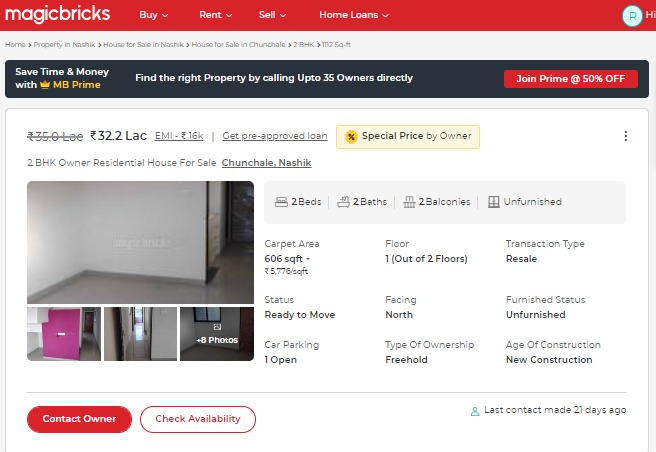 magicbricks
Buy Rent Sell Home Loans R Hi
Home > Property in Nashik > House for Sale in Nashik > House for Sale in Chunchale > 2 BHK > 1112 Sq-ft
Save Time & Money
with MB Prime
Find the right Property by calling Upto 35 Owners directly
Join Prime @ 50% OFF
₹35.0 Lac ₹32.2 Lac EMI - ₹ 16k | Get pre-approved loan Special Price by Owner
2 BHK Owner Residential House For Sale Chunchale, Nashik
magicbricks
+8 Photos
2 Beds 2 Baths 2 Balconies Unfurnished
Carpet Area
606 sqft -
₹ 5,776/sqft
Floor
1 (Out of 2 Floors)
Transaction Type
Resale
Status
Ready to Move
Facing
North
Furnished Status
Unfurnished
Car Parking
1 Open
Type Of Ownership
Freehold
Age Of Construction
New Construction
Contact Owner
Check Availability
Last contact made 21 days ago